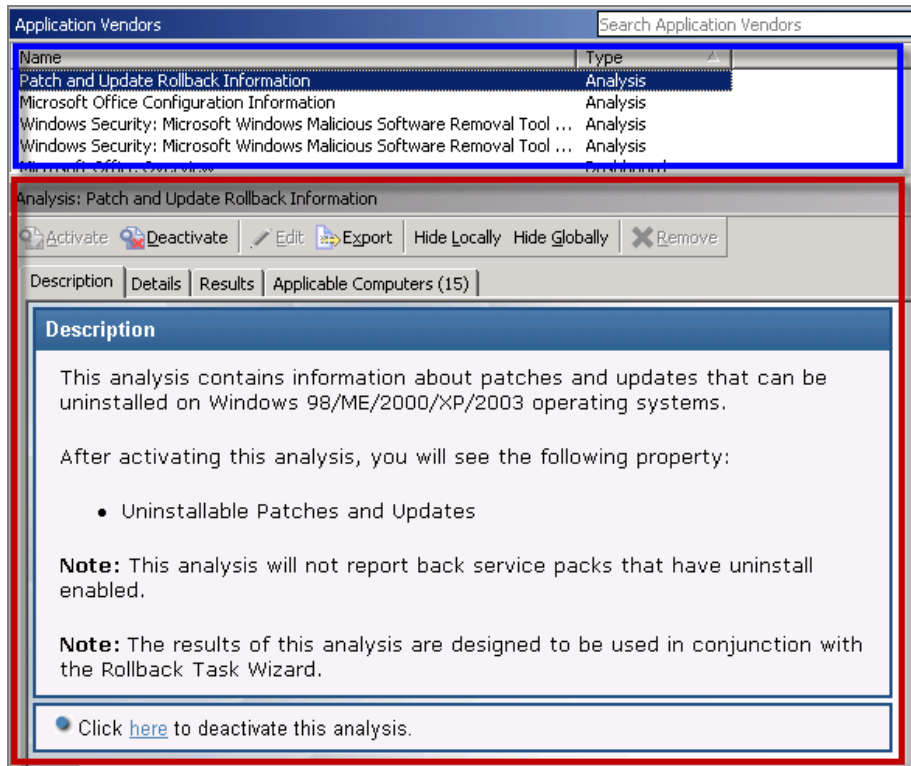 Application Vendors Search Application Vendors
Name Type
Patch and Update Rollback Information Analysis
Microsoft Office Configuration Information Analysis
Windows Security: Microsoft Windows Malicious Software Removal Tool ... Analysis
Windows Security: Microsoft Windows Malicious Software Removal Tool ... Analysis
Microsoft Office Overview Dashboard
Analysis: Patch and Update Rollback Information
Activate Deactivate Edit Export Hide Locally Hide Globally Remove
Description Details Results Applicable Computers (15)
Description
This analysis contains information about patches and updates that can be
uninstalled on Windows 98/ME/2000/XP/2003 operating systems.
After activating this analysis, you will see the following property:
• Uninstallable Patches and Updates
Note: This analysis will not report back service packs that have uninstall
enabled.
Note: The results of this analysis are designed to be used in conjunction with
the Rollback Task Wizard.
Click here to deactivate this analysis.